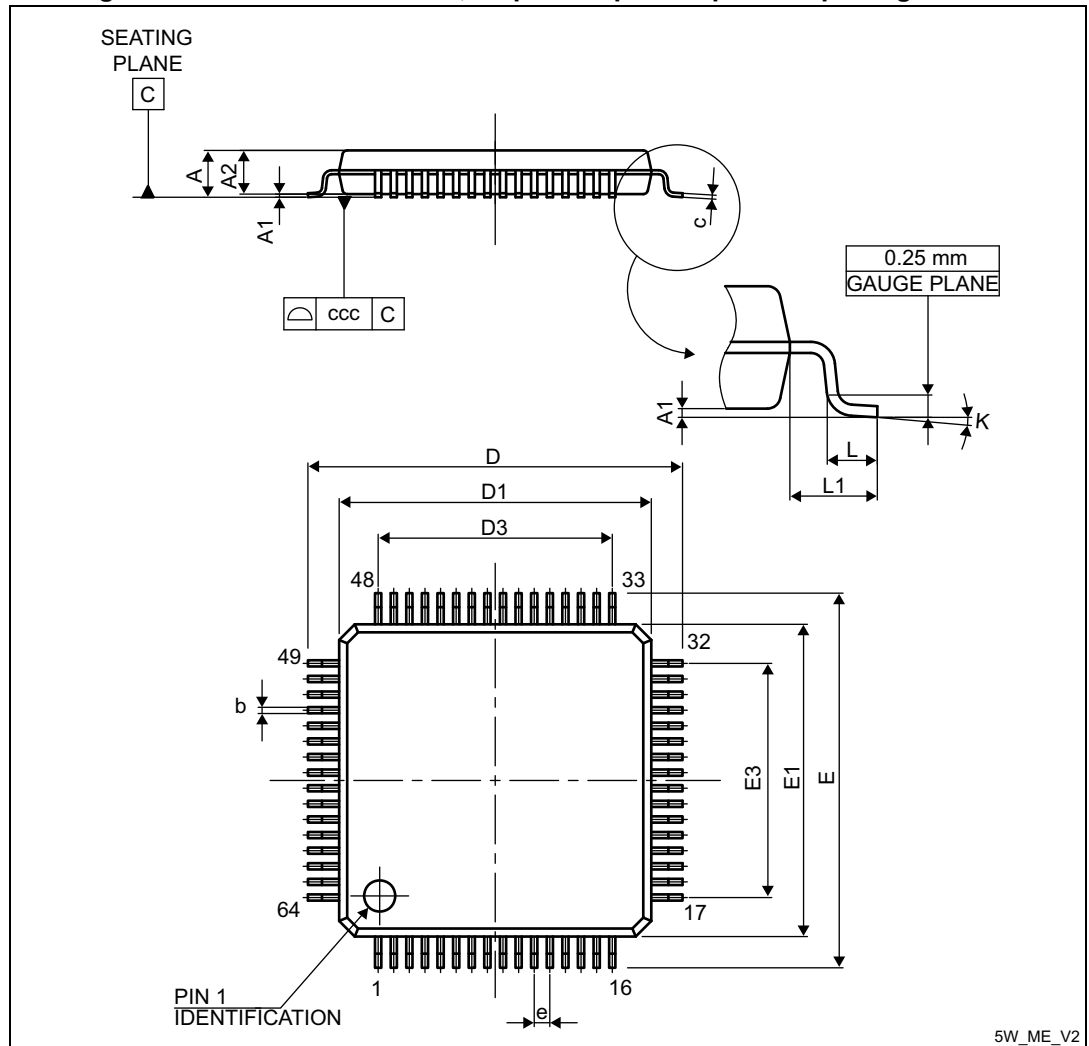 SEATING
PLANE
C
A
A2
A1
c
ccc C
0.25 mm
GAUGE PLANE
A1
K
L
L1
D
D1
D3
48
33
49
32
b
E3
E1
E
64
17
1
16
e
PIN 1
IDENTIFICATION
5W_ME_V2